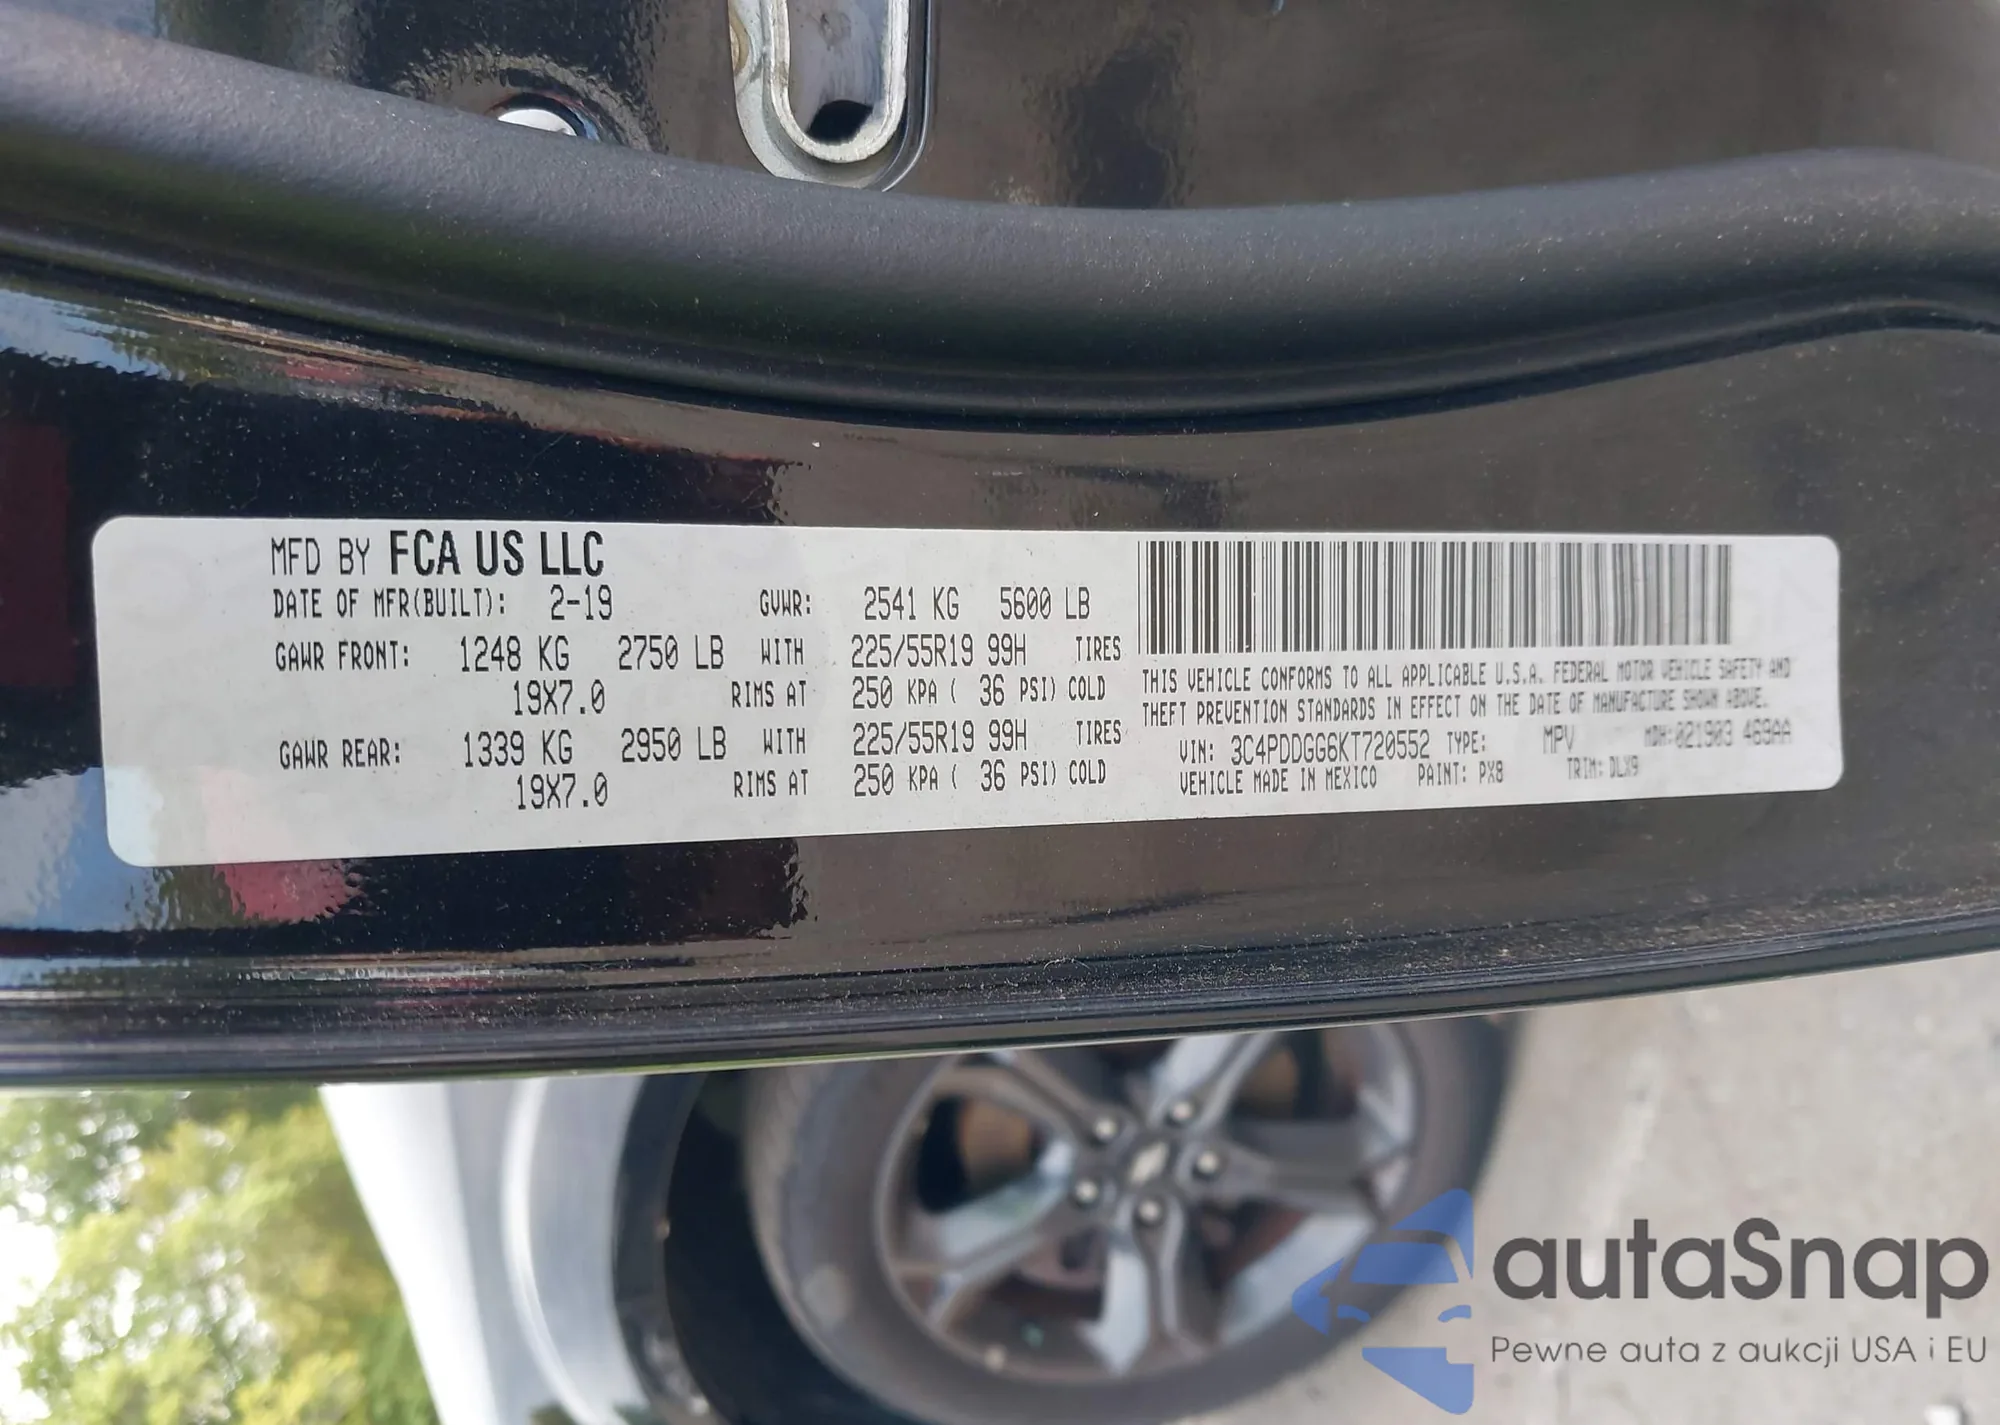 MFD BY FCA US LLC
DATE OF MFR(BUILT): 2-19 GVWR: 2541 KG 5600 LB
GAWR FRONT: 1248 KG 2750 LB WITH 225/55R19 99H TIRES
19X7.0 RIMS AT 250 KPA ( 36 PSI) COLD
GAWR REAR: 1339 KG 2950 LB WITH 225/55R19 99H TIRES
19X7.0 RIMS AT 250 KPA ( 36 PSI) COLD
THIS VEHICLE CONFORMS TO ALL APPLICABLE U.S.A. FEDERAL MOTOR VEHICLE SAFETY AND
THEFT PREVENTION STANDARDS IN EFFECT ON THE DATE OF MANUFACTURE SHOWN ABOVE.
VIN: 3C4PDDGG6KT720552 TYPE: MPV MDH:021903 469AA
VEHICLE MADE IN MEXICO PAINT: PX8 TRIM: DLX9
autaSnap
Pewne auta z aukcji USA i EU